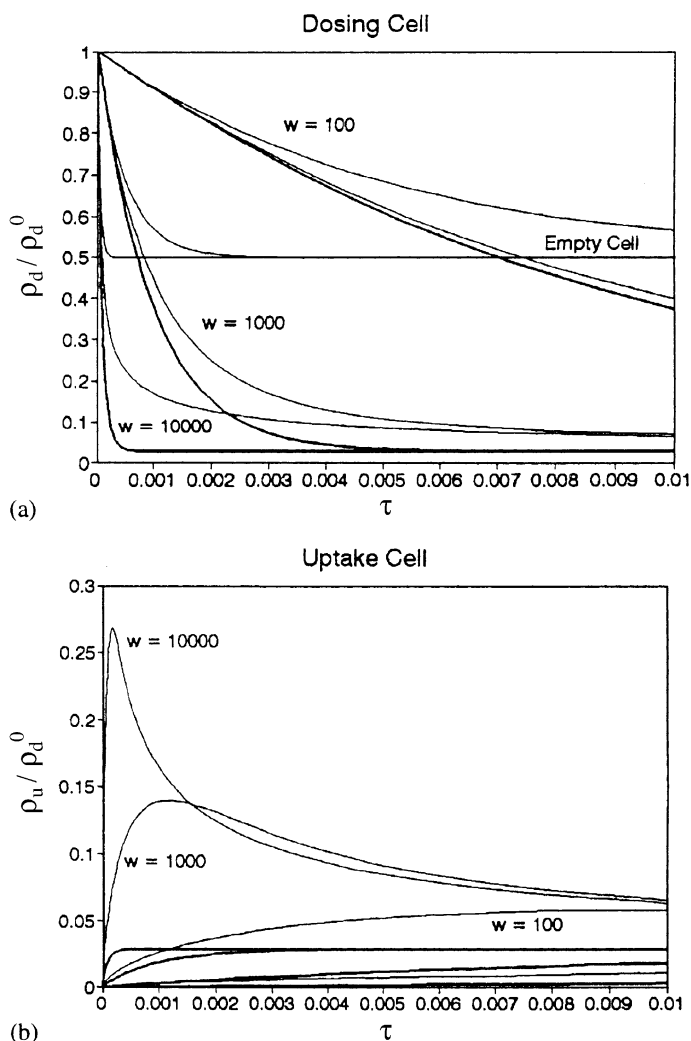 Dosing Cell
1
0.9
0.8
0.7
0.6
0.5
0.4
0.3
0.2
0.1
0
ρd / ρd0
w = 100
Empty Cell
w = 1000
w = 10000
0 0.001 0.002 0.003 0.004 0.005 0.006 0.007 0.008 0.009 0.01
τ
(a)
Uptake Cell
0.3
0.25
0.2
0.15
0.1
0.05
0
ρu / ρd0
w = 10000
w = 1000
w = 100
0 0.001 0.002 0.003 0.004 0.005 0.006 0.007 0.008 0.009 0.01
τ
(b)